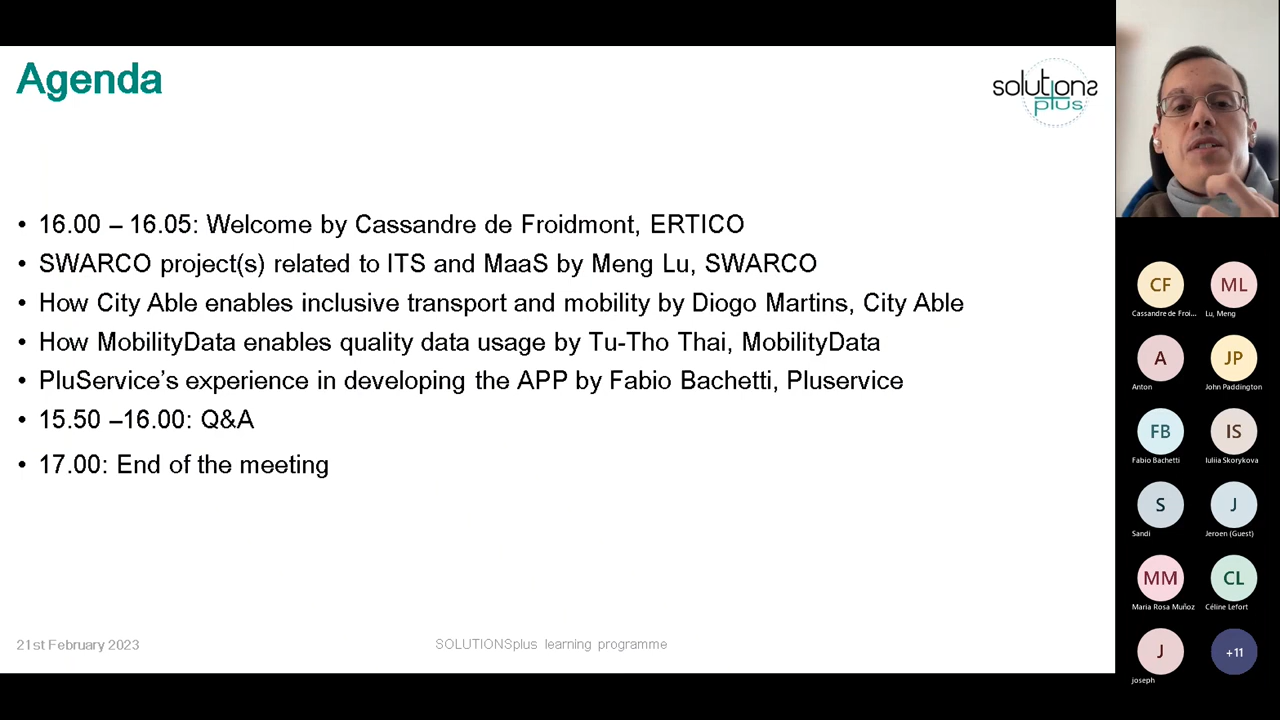 Agenda
solutions
plus
• 16.00 – 16.05: Welcome by Cassandre de Froidmont, ERTICO
• SWARCO project(s) related to ITS and MaaS by Meng Lu, SWARCO
• How City Able enables inclusive transport and mobility by Diogo Martins, City Able
• How MobilityData enables quality data usage by Tu-Tho Thai, MobilityData
• PluService’s experience in developing the APP by Fabio Bachetti, Pluservice
• 15.50 –16.00: Q&A
• 17.00: End of the meeting
21st February 2023
SOLUTIONSplus learning programme
CF
Cassandre de Froi...
ML
Lu, Meng
A
Anton
JP
John Paddington
FB
Fabio Bachetti
IS
Iuliia Skorykova
S
Sandi
J
Jeroen (Guest)
MM
Maria Rosa Muñoz
CL
Céline Lefort
J
joseph
+11